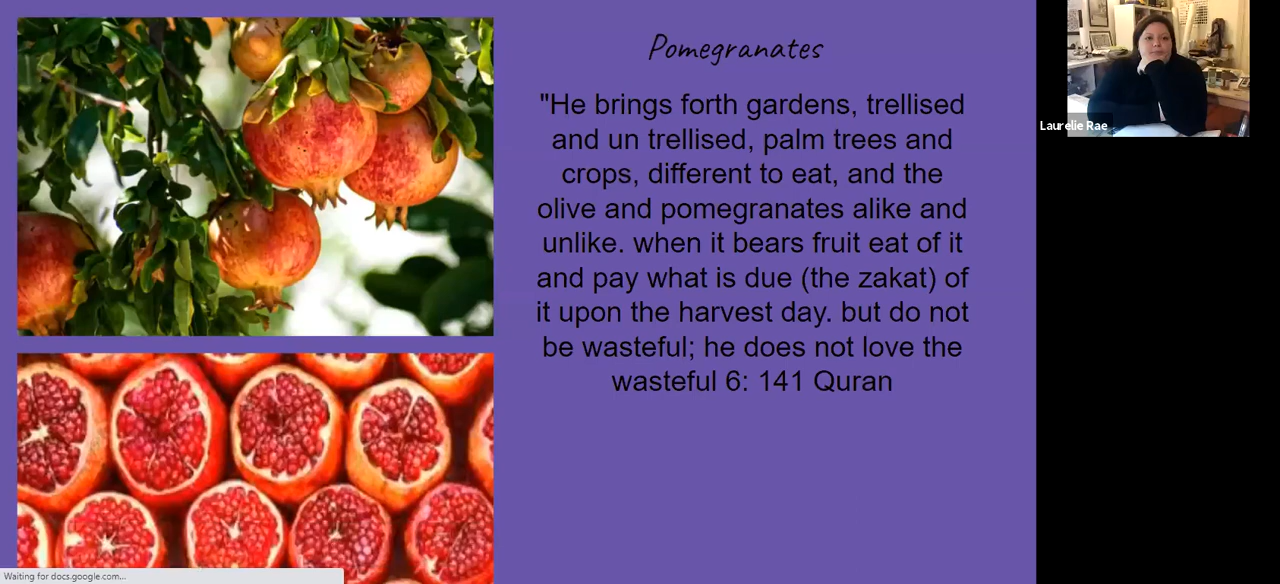 Pomegranates
"He brings forth gardens, trellised
and un trellised, palm trees and
crops, different to eat, and the
olive and pomegranates alike and
unlike. when it bears fruit eat of it
and pay what is due (the zakat) of
it upon the harvest day. but do not
be wasteful; he does not love the
wasteful 6: 141 Quran
Laurelie Rae
Waiting for docs.google.com...